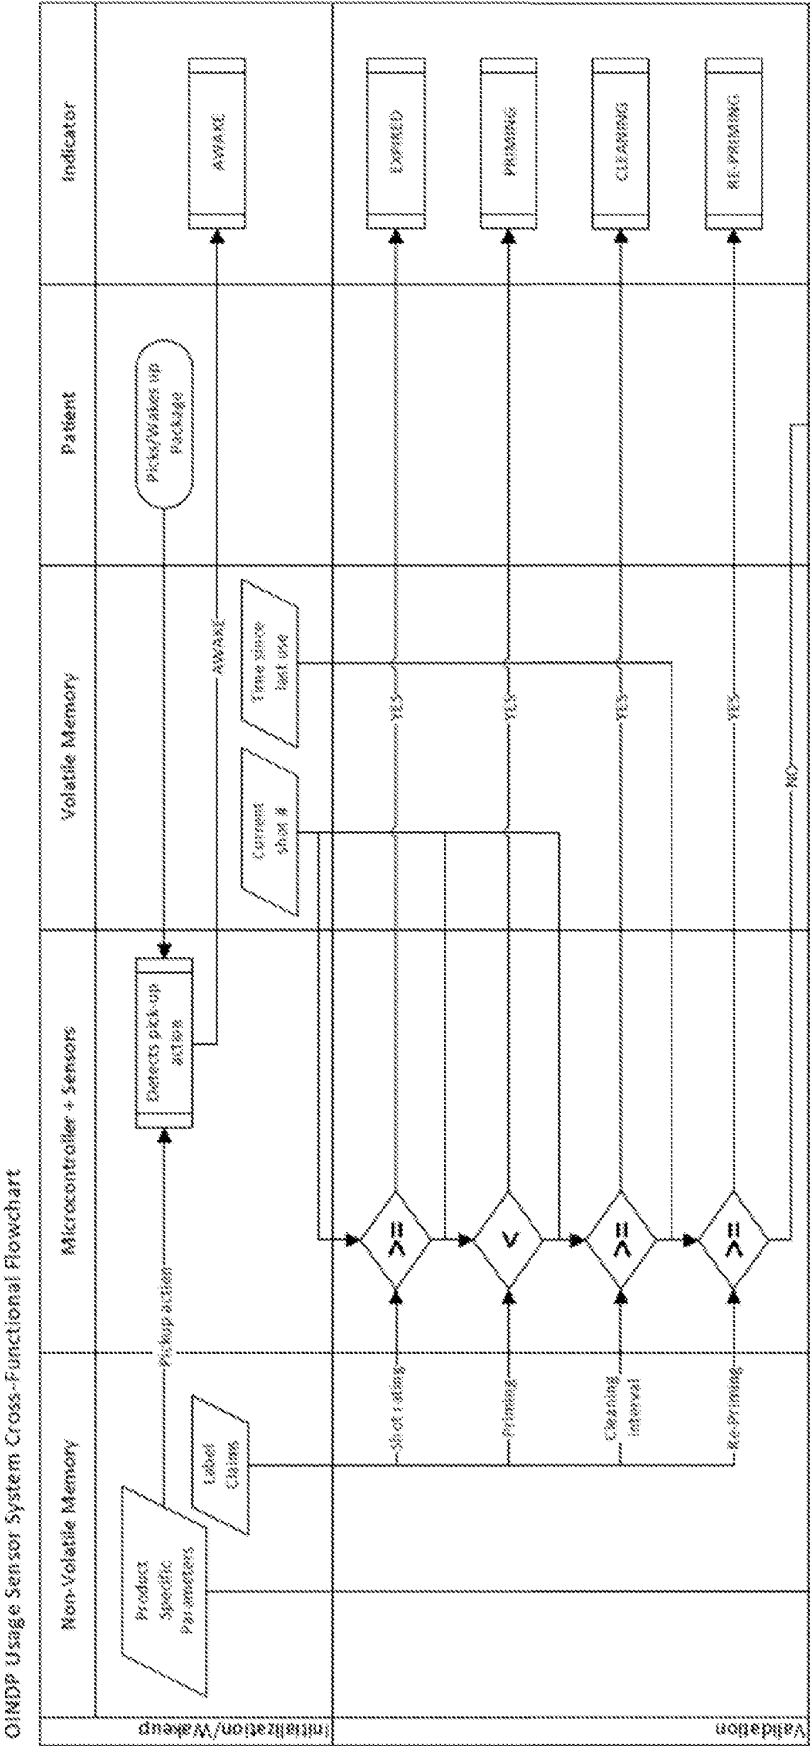 OINDP Usage Sensor System Cross-Functional Flowchart
Non-Volatile Memory
Microcontroller + Sensors
Volatile Memory
Patient
Indicator
Initialization/Wakeup
Product
Specific
Parameters
Pickup action
Detects pick-up
action
Picks/Wakes up
Package
AWAKE
AWAKE
Label
Claims
Current
shot #
Time since
last use
Validation
Shot rating
>=
YES
EXPIRED
Priming
<
YES
PRIMING
Cleaning
interval
>=
YES
CLEANING
Re-Priming
>=
YES
RE-PRIMING
NO